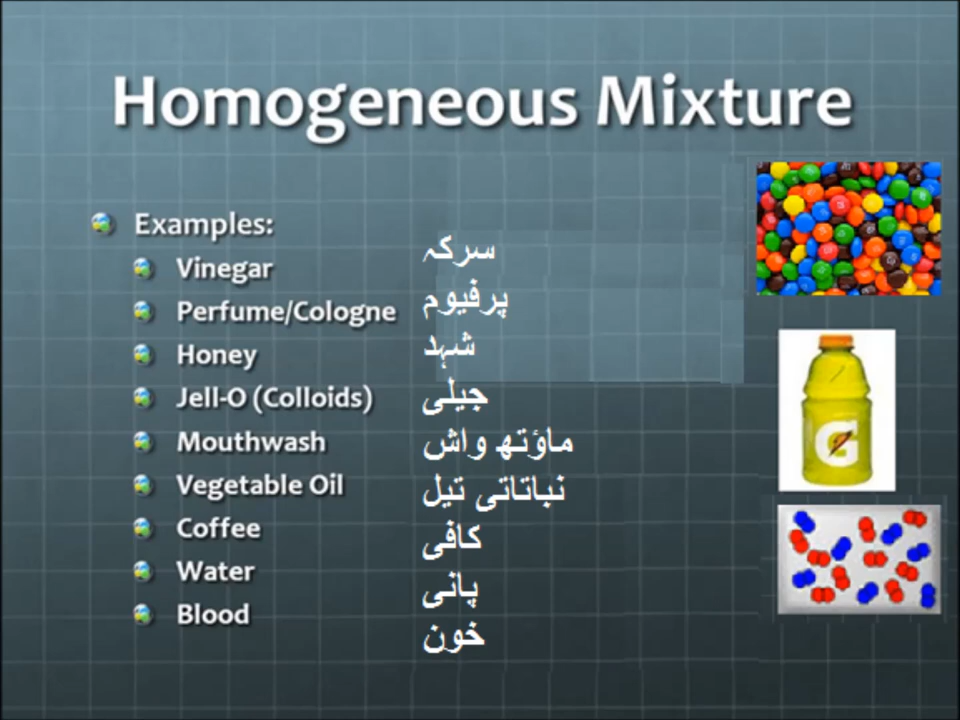 Homogeneous Mixture
Examples:
Vinegar سرکہ
Perfume/Cologne پرفیوم
Honey شہد
Jell-O (Colloids) جیلی
Mouthwash ماؤتھ واش
Vegetable Oil نباتاتی تیل
Coffee کافی
Water پانی
Blood خون
G